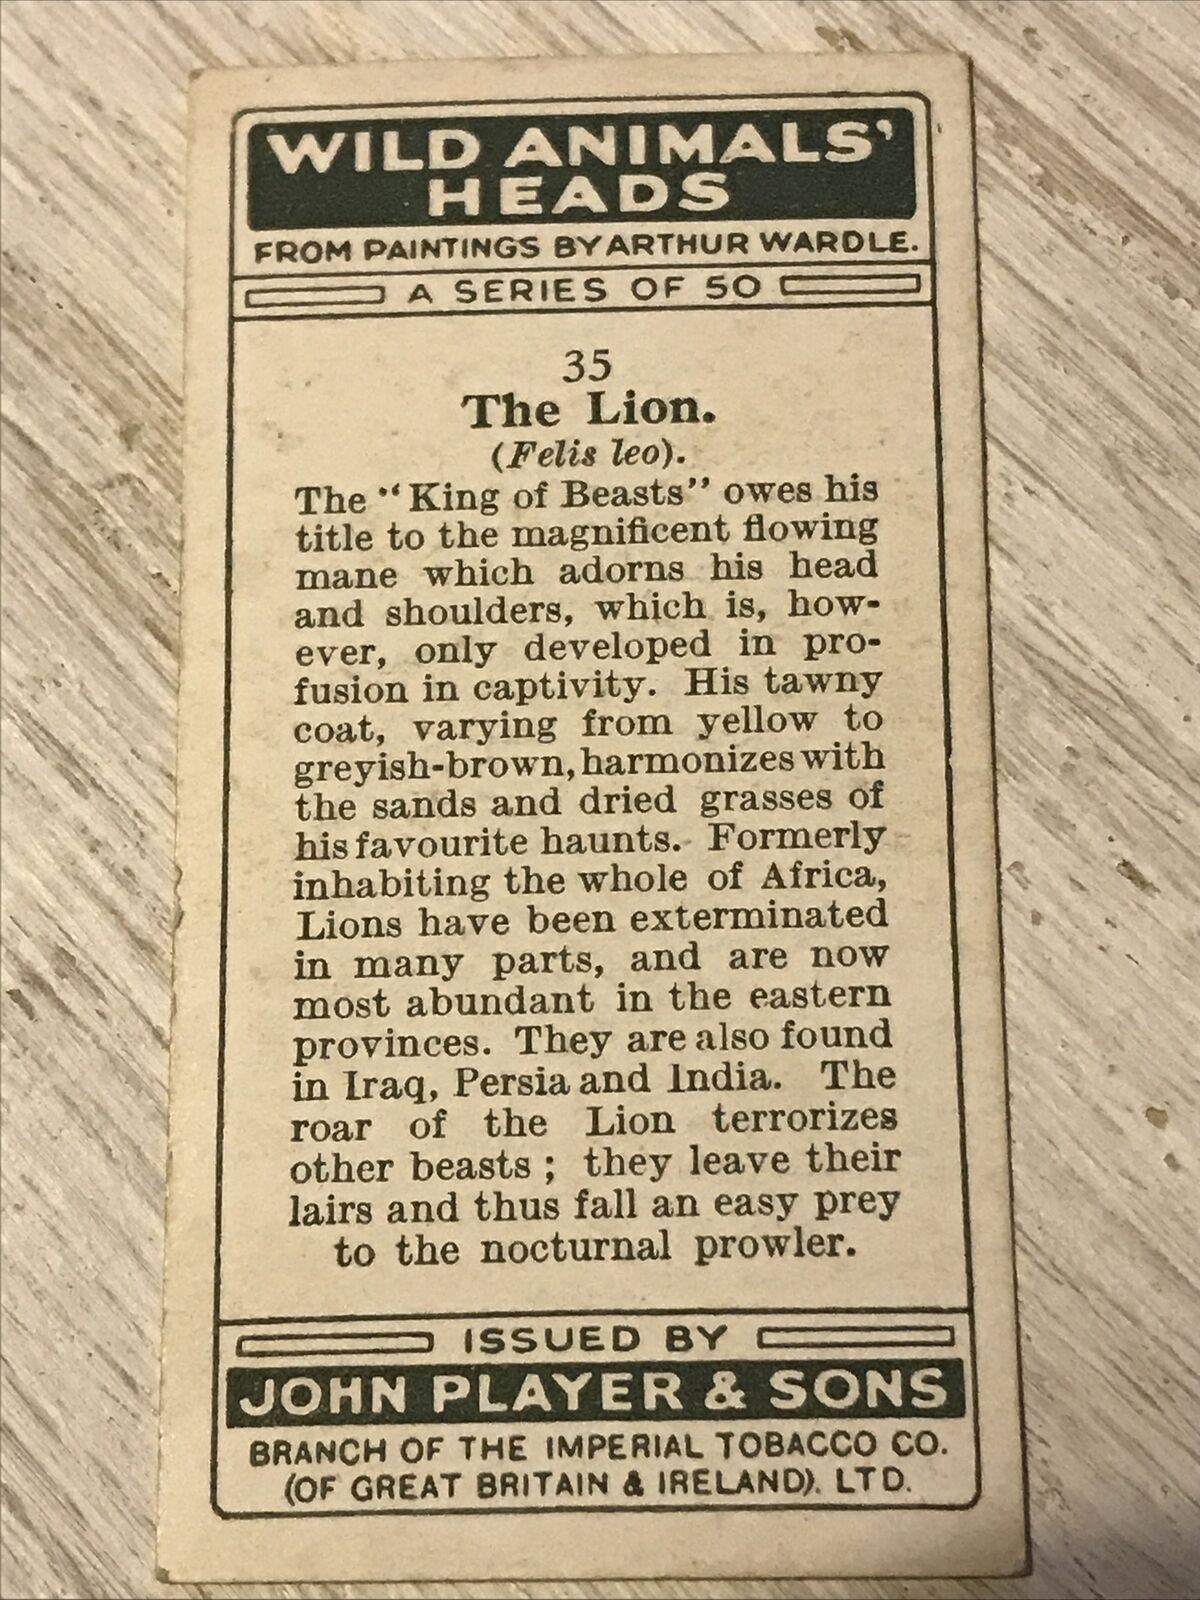 WILD ANIMALS'
HEADS
FROM PAINTINGS BY ARTHUR WARDLE.
A SERIES OF 50
35
The Lion.
(Felis leo).
The "King of Beasts" owes his
title to the magnificent flowing
mane which adorns his head
and shoulders, which is, how-
ever, only developed in pro-
fusion in captivity. His tawny
coat, varying from yellow to
greyish-brown, harmonizes with
the sands and dried grasses of
his favourite haunts. Formerly
inhabiting the whole of Africa,
Lions have been exterminated
in many parts, and are now
most abundant in the eastern
provinces. They are also found
in Iraq, Persia and India. The
roar of the Lion terrorizes
other beasts ; they leave their
lairs and thus fall an easy prey
to the nocturnal prowler.
ISSUED BY
JOHN PLAYER & SONS
BRANCH OF THE IMPERIAL TOBACCO CO.
(OF GREAT BRITAIN & IRELAND). LTD.